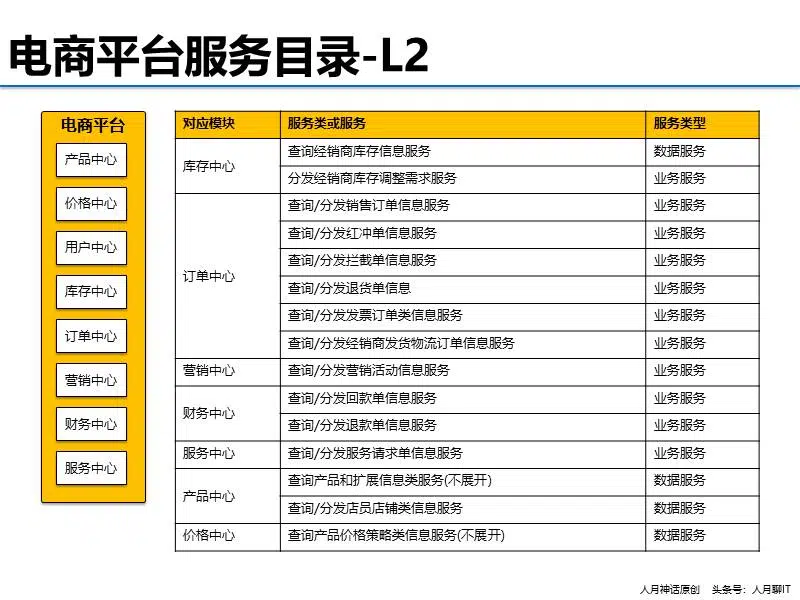 电商平台服务目录-L2
电商平台
产品中心
价格中心
用户中心
库存中心
订单中心
营销中心
财务中心
服务中心
对应模块 服务类或服务 服务类型
库存中心 查询经销商库存信息服务 数据服务
分发经销商库存调整需求服务 业务服务
订单中心 查询/分发销售订单信息服务 业务服务
查询/分发红冲单信息服务 业务服务
查询/分发拦截单信息服务 业务服务
查询/分发退货单信息 业务服务
查询/分发发票订单类信息服务 业务服务
查询/分发经销商发货物流订单信息服务 业务服务
营销中心 查询/分发营销活动信息服务 业务服务
财务中心 查询/分发回款单信息服务 业务服务
查询/分发退款单信息服务 业务服务
服务中心 查询/分发服务请求单信息服务 业务服务
产品中心 查询产品和扩展信息类服务(不展开) 数据服务
查询/分发店员店铺类信息服务 数据服务
价格中心 查询产品价格策略类信息服务(不展开) 数据服务
人月神话原创 头条号：人月聊IT